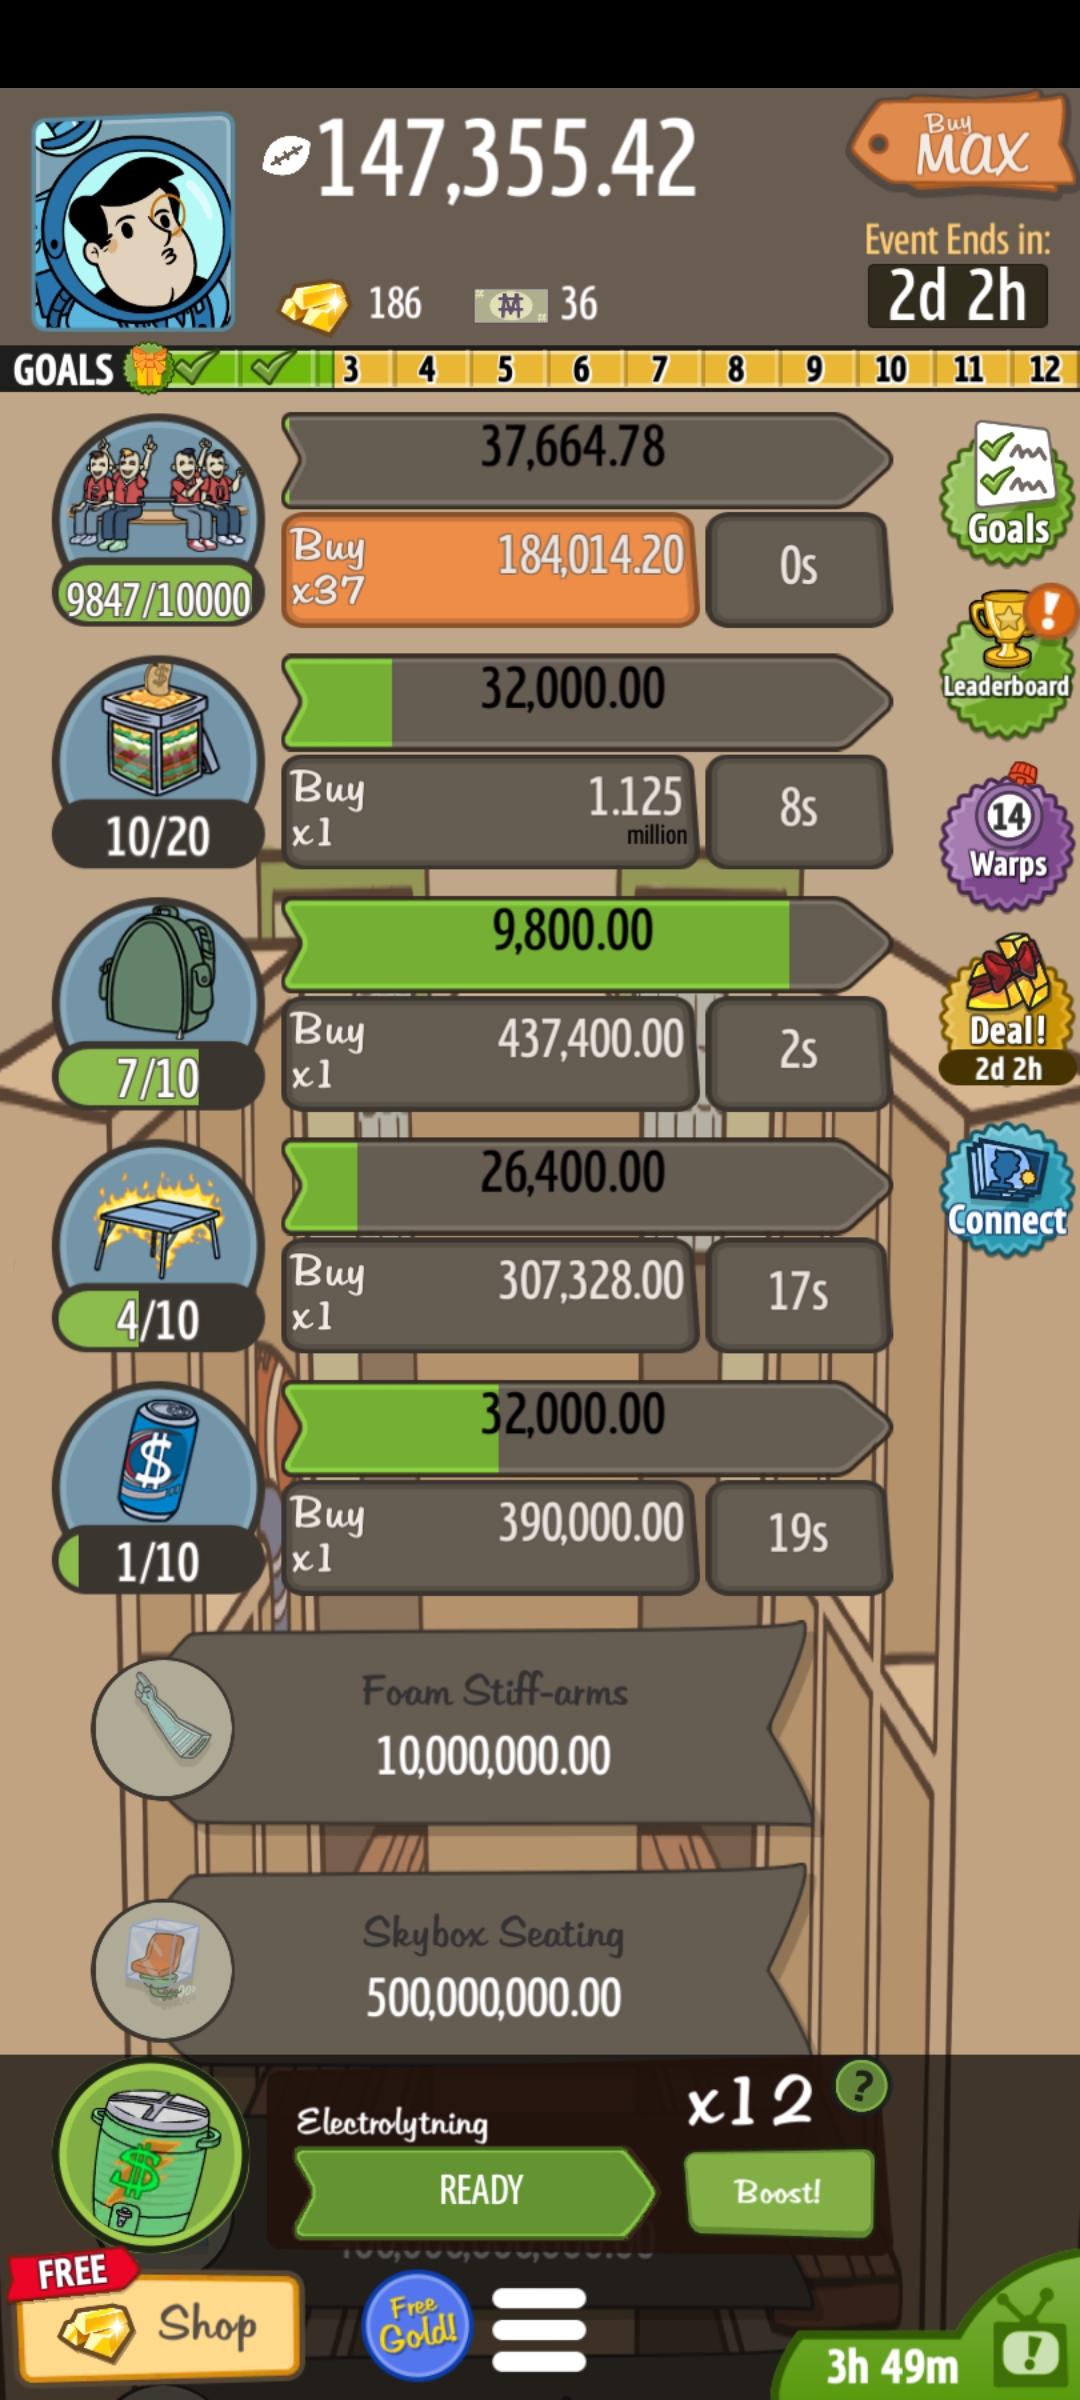 147,355.42
Buy
MAX
186
36
Event Ends in:
2d 2h
GOALS 3 4 5 6 7 8 9 10 11 12
37,664.78
9847/10000
Buy
x37
184,014.20
0s
Goals
32,000.00
10/20
Buy
x1
1.125
million
8s
!
Leaderboard
14
Warps
9,800.00
7/10
Buy
x1
437,400.00
2s
Deal!
2d 2h
26,400.00
4/10
Buy
x1
307,328.00
17s
Connect
32,000.00
$
1/10
Buy
x1
390,000.00
19s
Foam Stiff-arms
10,000,000.00
Skybox Seating
500,000,000.00
$
Electrolytning
x12
?
READY
Boost!
FREE
Shop
Free
Gold!
3h 49m
!